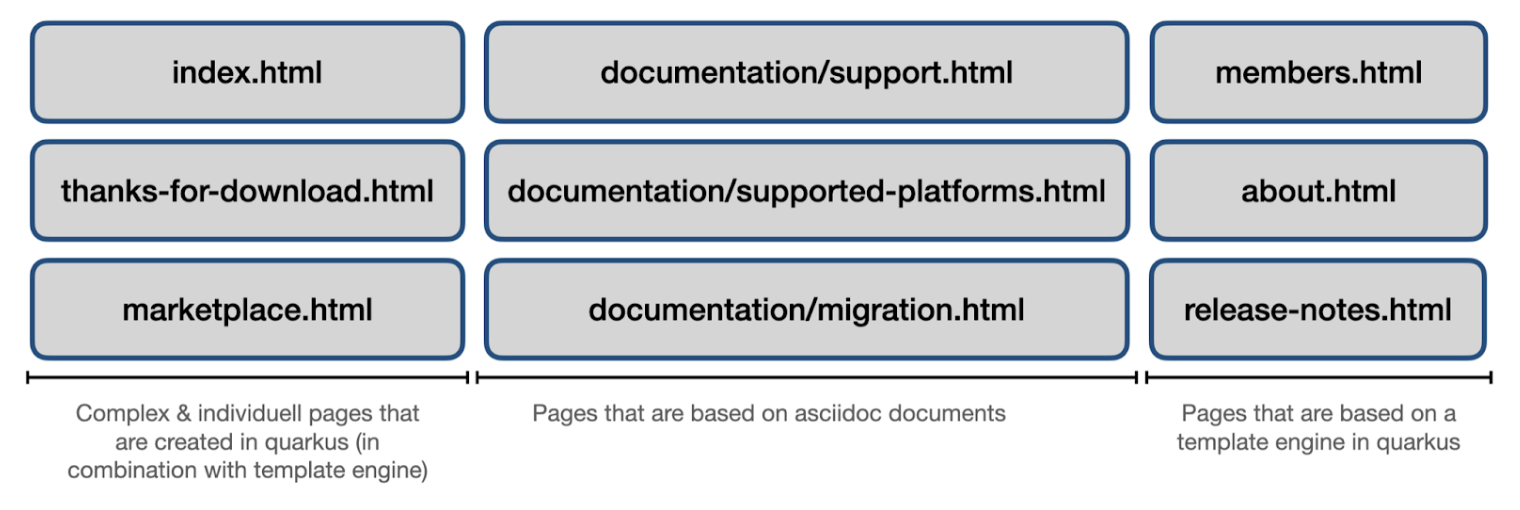 index.html
documentation/support.html
members.html
thanks-for-download.html
documentation/supported-platforms.html
about.html
marketplace.html
documentation/migration.html
release-notes.html
Complex & individuell pages that
are created in quarkus (in
combination with template engine)
Pages that are based on asciidoc documents
Pages that are based on a
template engine in quarkus